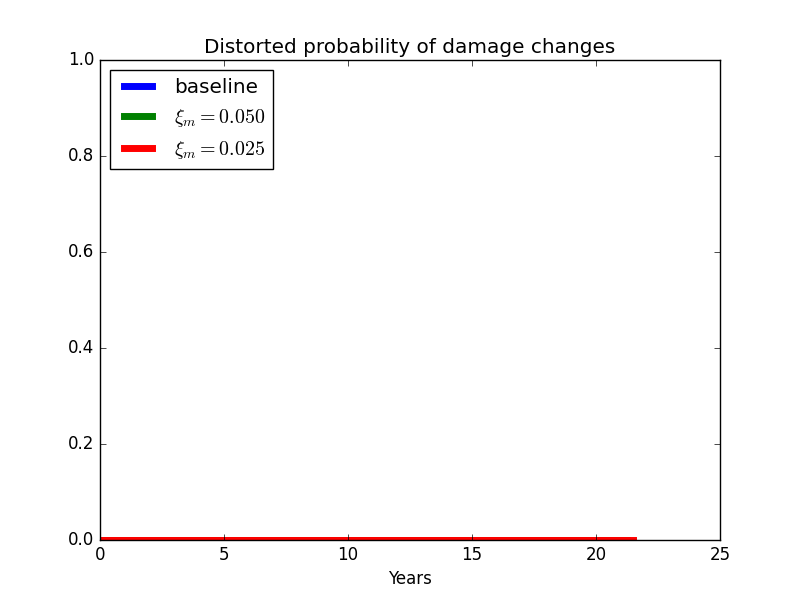 Distorted probability of damage changes
1.0
baseline
ξm = 0.050
ξm = 0.025
0.8
0.6
0.4
0.2
0.0
0 5 10 15 20 25
Years